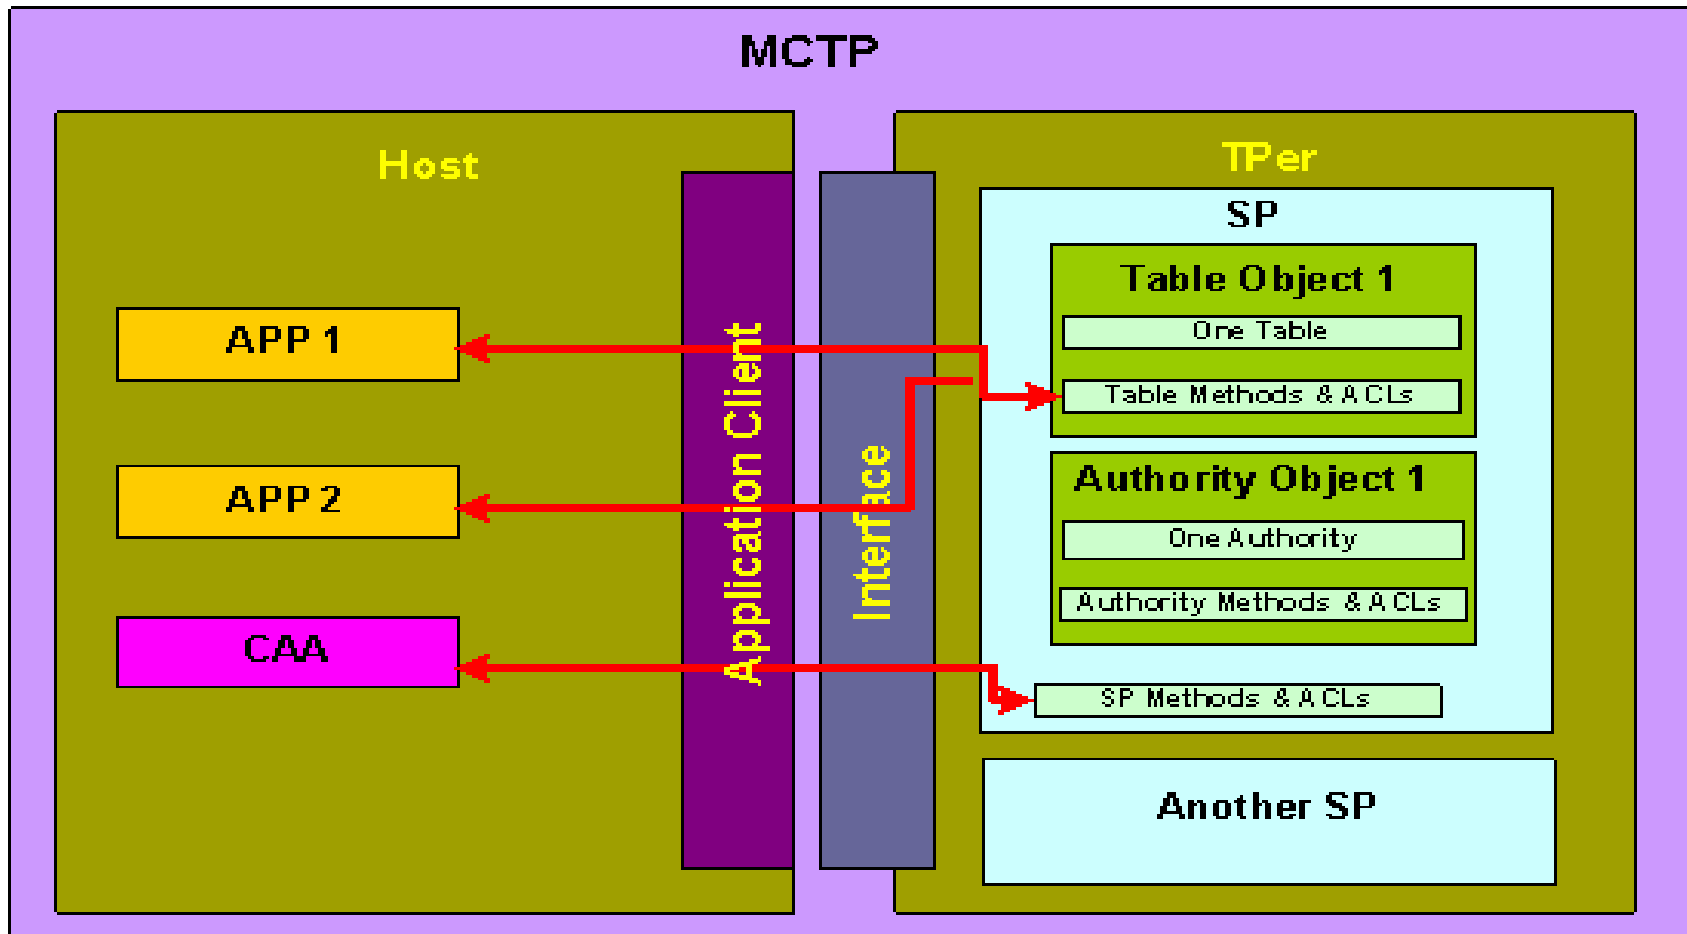 MCTP
Host
APP 1
APP 2
CAA
Application Client
Interface
TPer
SP
Table Object 1
One Table
Table Methods & ACLs
Authority Object 1
One Authority
Authority Methods & ACLs
SP Methods & ACLs
Another SP